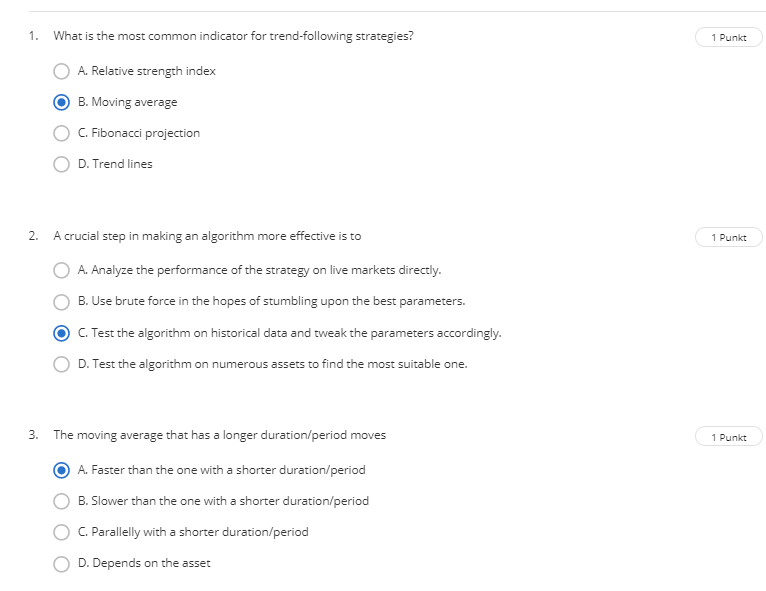 1. What is the most common indicator for trend-following strategies? 1 Punkt
A. Relative strength index
B. Moving average
C. Fibonacci projection
D. Trend lines
2. A crucial step in making an algorithm more effective is to 1 Punkt
A. Analyze the performance of the strategy on live markets directly.
B. Use brute force in the hopes of stumbling upon the best parameters.
C. Test the algorithm on historical data and tweak the parameters accordingly.
D. Test the algorithm on numerous assets to find the most suitable one.
3. The moving average that has a longer duration/period moves 1 Punkt
A. Faster than the one with a shorter duration/period
B. Slower than the one with a shorter duration/period
C. Parallelly with a shorter duration/period
D. Depends on the asset